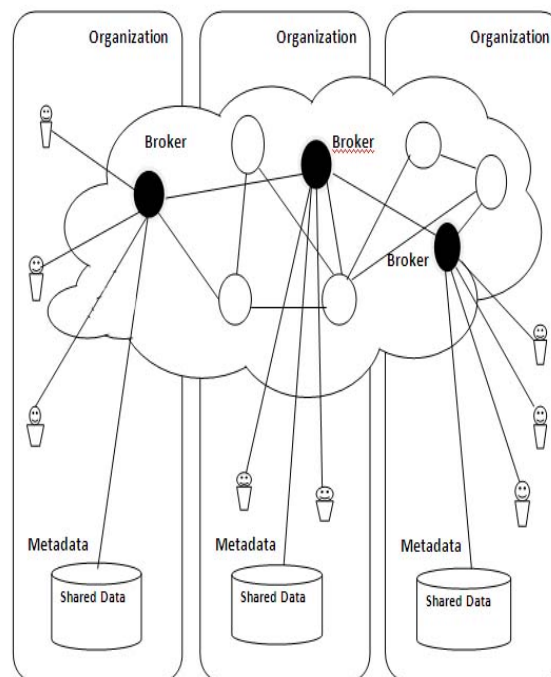 Organization
Organization
Organization
Broker
Broker
Broker
Metadata
Metadata
Metadata
Shared Data
Shared Data
Shared Data